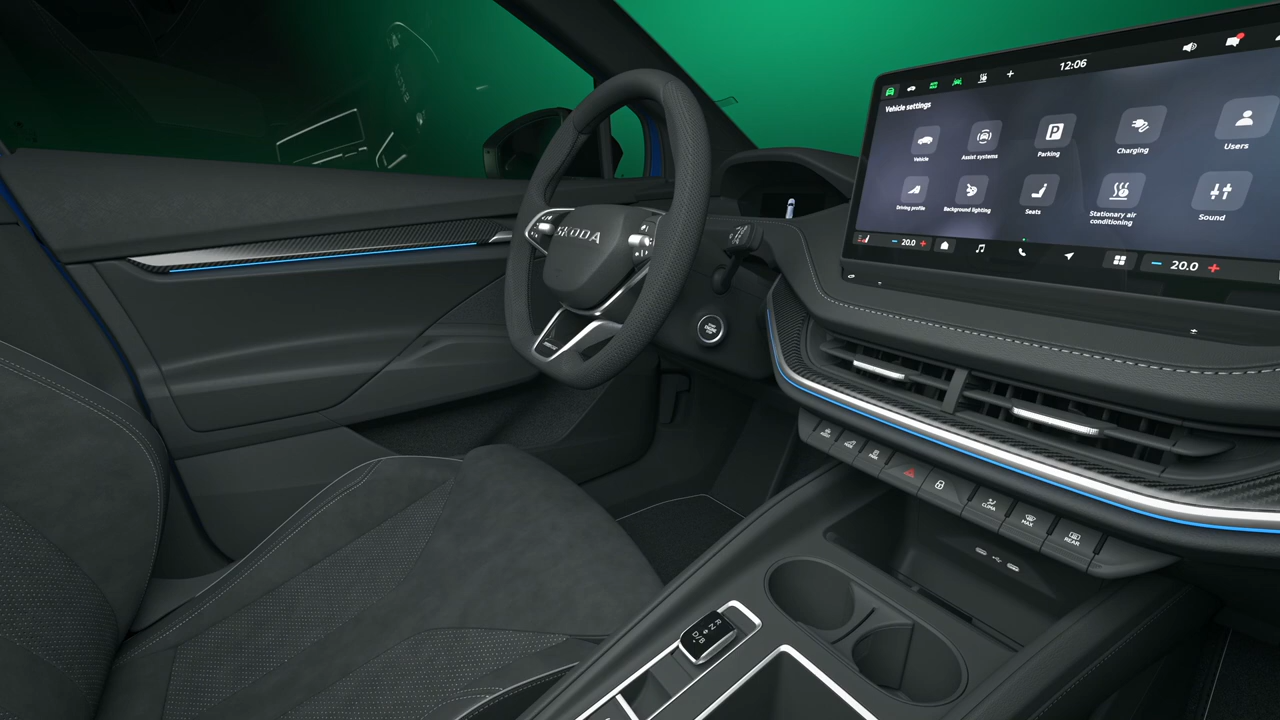 12:06
Vehicle settings
Vehicle
Assist systems
Parking
Charging
Users
Driving profile
Background lighting
Seats
Stationary air
conditioning
Sound
20.0
20.0
ŠKODA
CLIMA
MAX
REAR
R
N
D/B